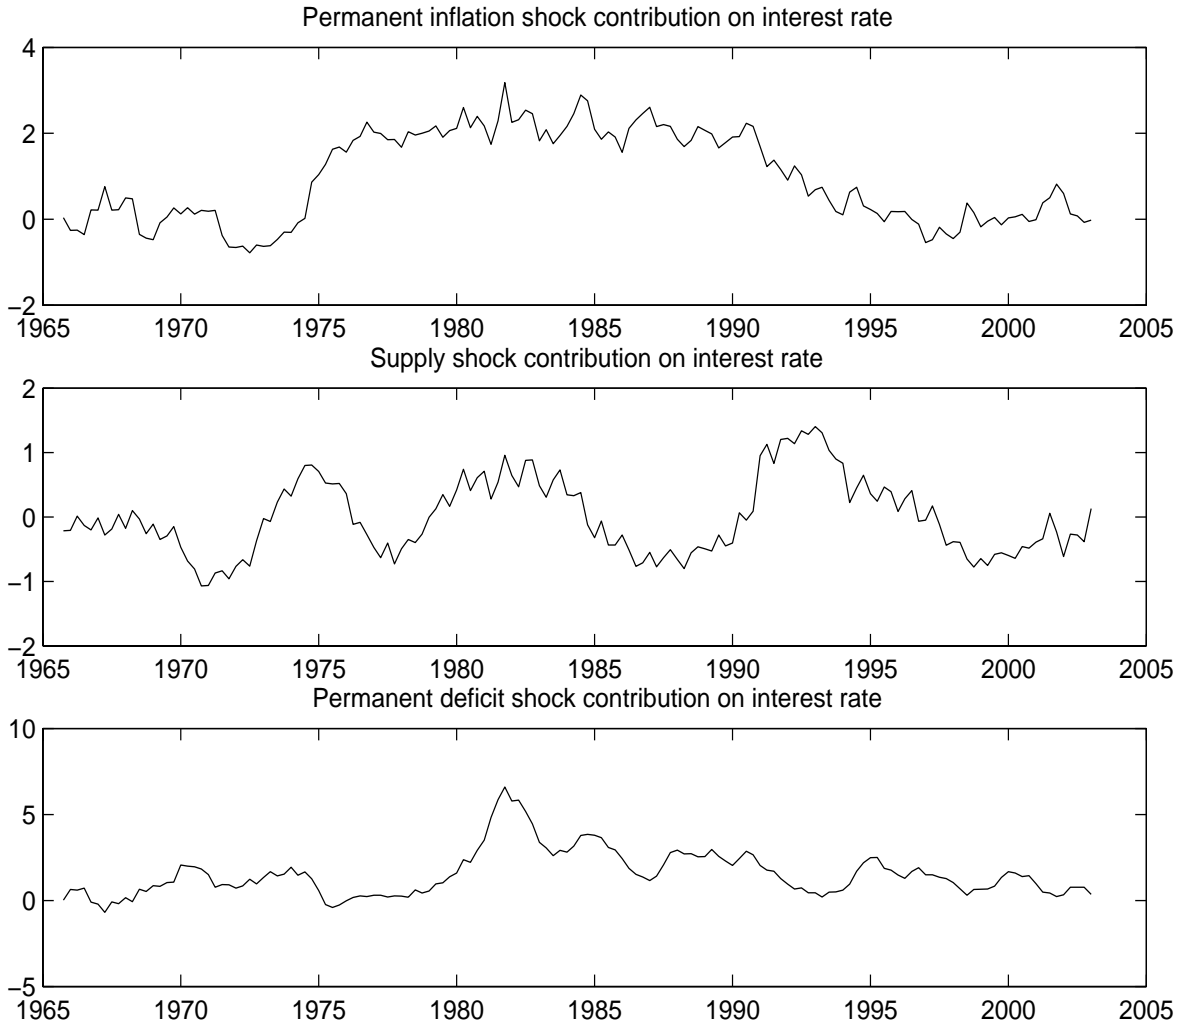 Permanent inflation shock contribution on interest rate
4
2
0
−2
1965 1970 1975 1980 1985 1990 1995 2000 2005
Supply shock contribution on interest rate
2
1
0
−1
−2
1965 1970 1975 1980 1985 1990 1995 2000 2005
Permanent deficit shock contribution on interest rate
10
5
0
−5
1965 1970 1975 1980 1985 1990 1995 2000 2005